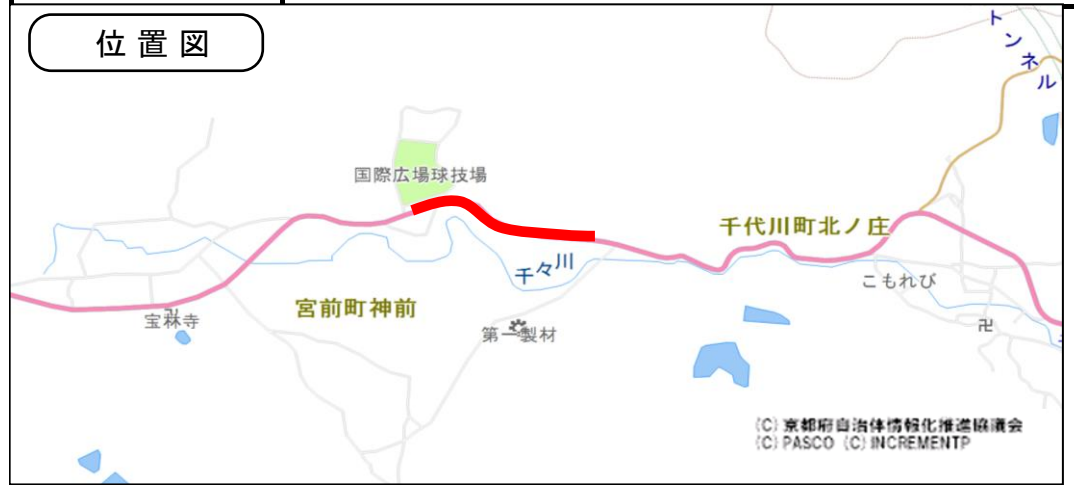 位置図
トンネル
国際広場球技場
千代川町北ノ庄
千々川
こもれび
宮前町神前
宝林寺
第一製材
(C) 京都府自治体情報化推進協議会
(C) PASCO (C) INCREMENTP